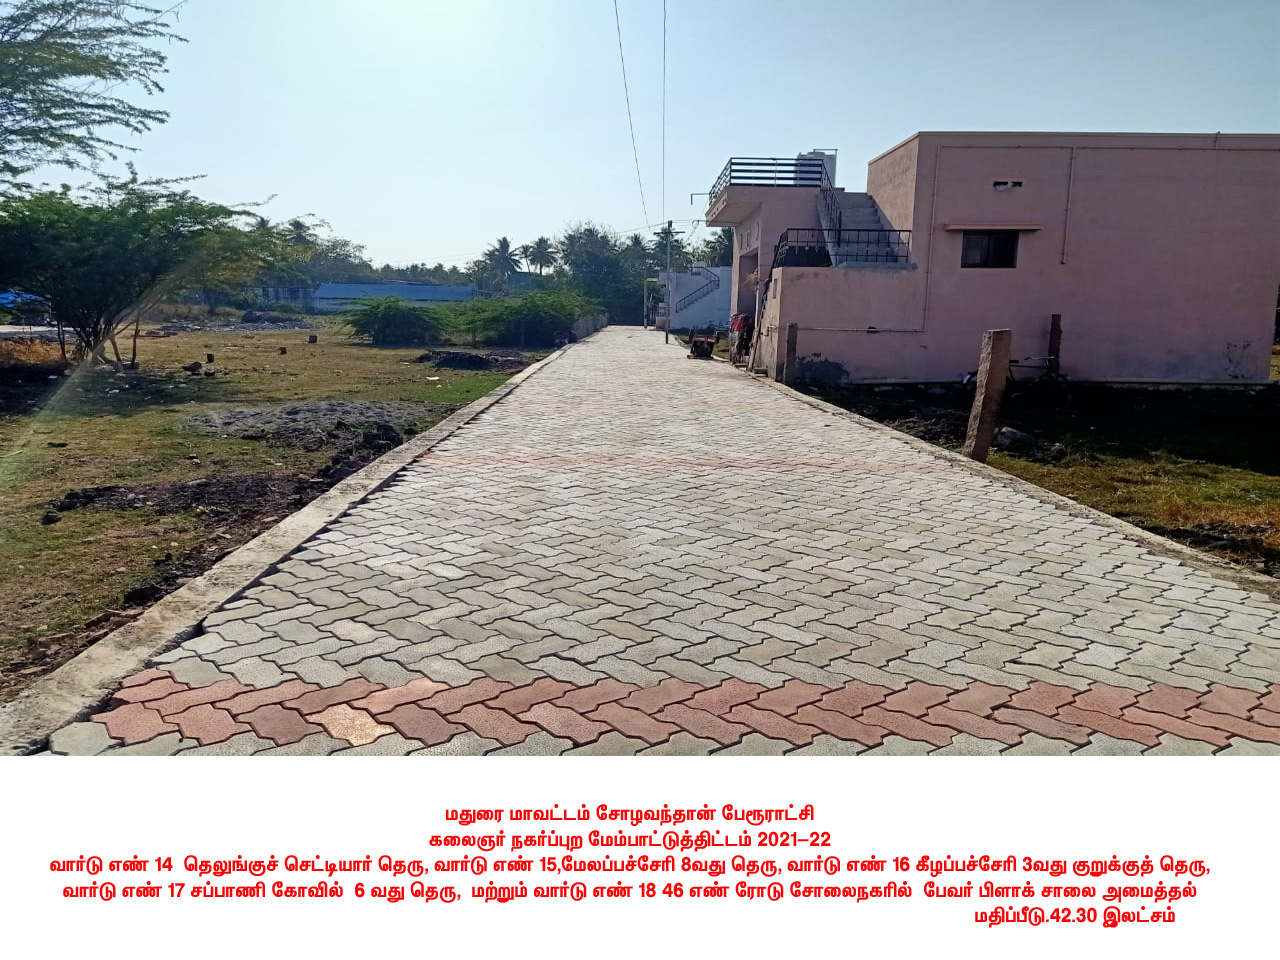 மதுரை மாவட்டம் சோழவந்தான் பேரூராட்சி
கலைஞர் நகர்ப்புற மேம்பாட்டுத்திட்டம் 2021–22
வார்டு எண் 14 தெலுங்குச் செட்டியார் தெரு, வார்டு எண் 15,மேலப்பச்சேரி 8வது தெரு, வார்டு எண் 16 கீழப்பச்சேரி 3வது குறுக்குத் தெரு,
வார்டு எண் 17 சப்பாணி கோவில் 6 வது தெரு, மற்றும் வார்டு எண் 18 46 எண் ரோடு சோலைநகரில் பேவர் பிளாக் சாலை அமைத்தல்
மதிப்பீடு.42.30 இலட்சம்